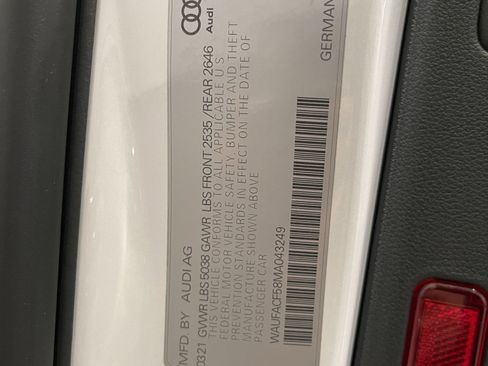 Audi
MFD. BY AUDI AG
GERMAN
0321 GVWR LBS 5038 GAWR LBS FRONT 2535 /REAR 2646
THIS VEHICLE CONFORMS TO ALL APPLICABLE U S
FEDERAL MOTOR VEHICLE SAFETY, BUMPER AND THEFT
PREVENTION STANDARDS IN EFFECT ON THE DATE OF
MANUFACTURE SHOWN ABOVE
PASSENGER CAR
WAUFACF58MA043249